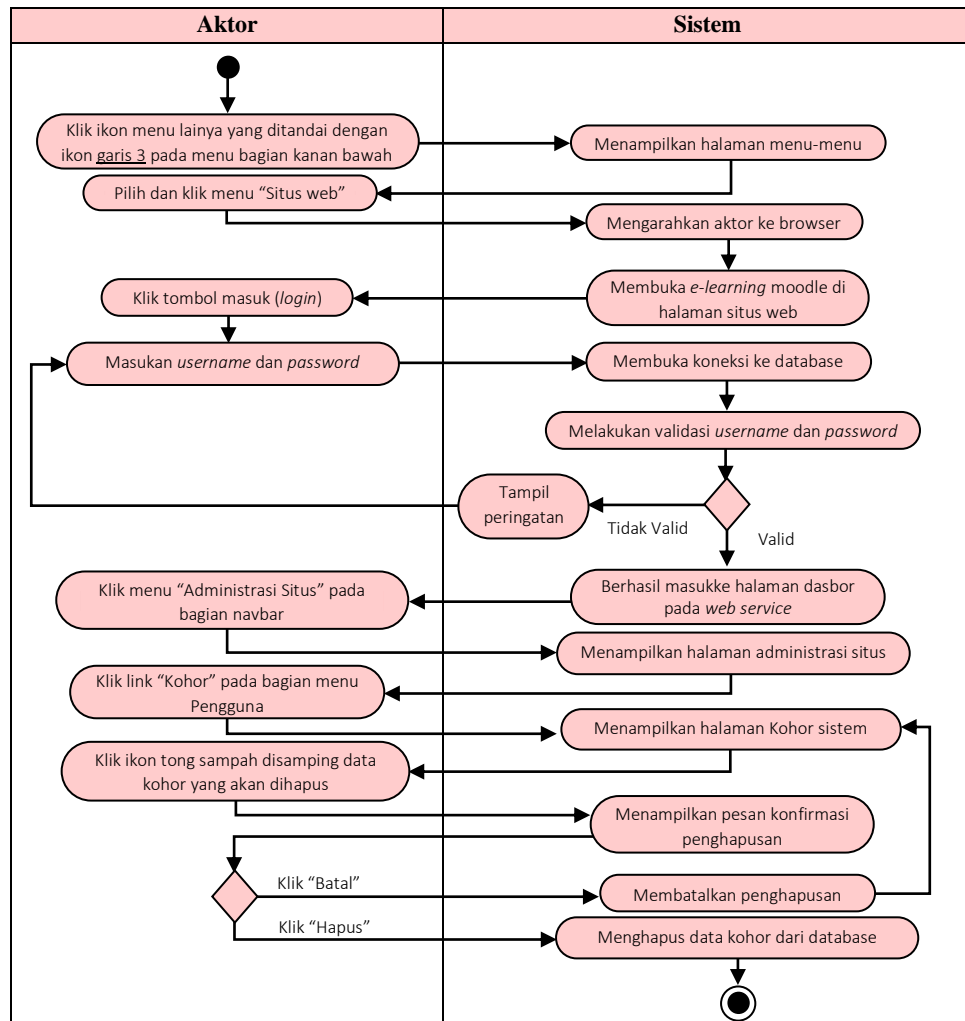 Aktor
Sistem
Klik ikon menu lainya yang ditandai dengan
ikon garis 3 pada menu bagian kanan bawah
Menampilkan halaman menu-menu
Pilih dan klik menu “Situs web”
Mengarahkan aktor ke browser
Membuka e-learning moodle di
halaman situs web
Klik tombol masuk (login)
Masukan username dan password
Membuka koneksi ke database
Melakukan validasi username dan password
Tampil
peringatan
Tidak Valid
Valid
Berhasil masukke halaman dasbor
pada web service
Klik menu “Administrasi Situs” pada
bagian navbar
Menampilkan halaman administrasi situs
Klik link “Kohor” pada bagian menu
Pengguna
Menampilkan halaman Kohor sistem
Klik ikon tong sampah disamping data
kohor yang akan dihapus
Menampilkan pesan konfirmasi
penghapusan
Klik “Batal”
Membatalkan penghapusan
Klik “Hapus”
Menghapus data kohor dari database